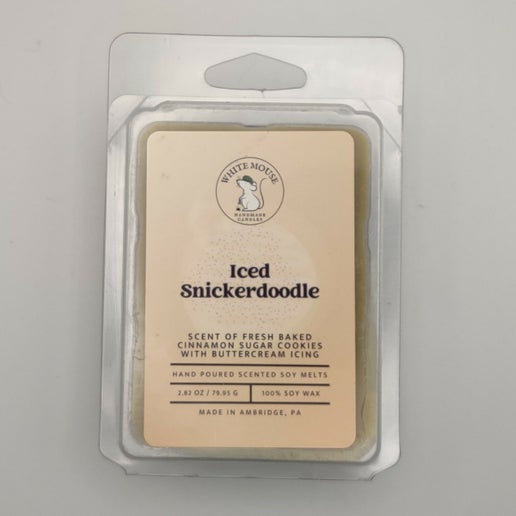 WHITE MOUSE
HANDMADE
CANDLES
Iced
Snickerdoodle
SCENT OF FRESH BAKED
CINNAMON SUGAR COOKIES
WITH BUTTERCREAM ICING
HAND POURED SCENTED SOY MELTS
2.82 OZ / 79.95 G
100% SOY WAX
MADE IN AMBRIDGE, PA